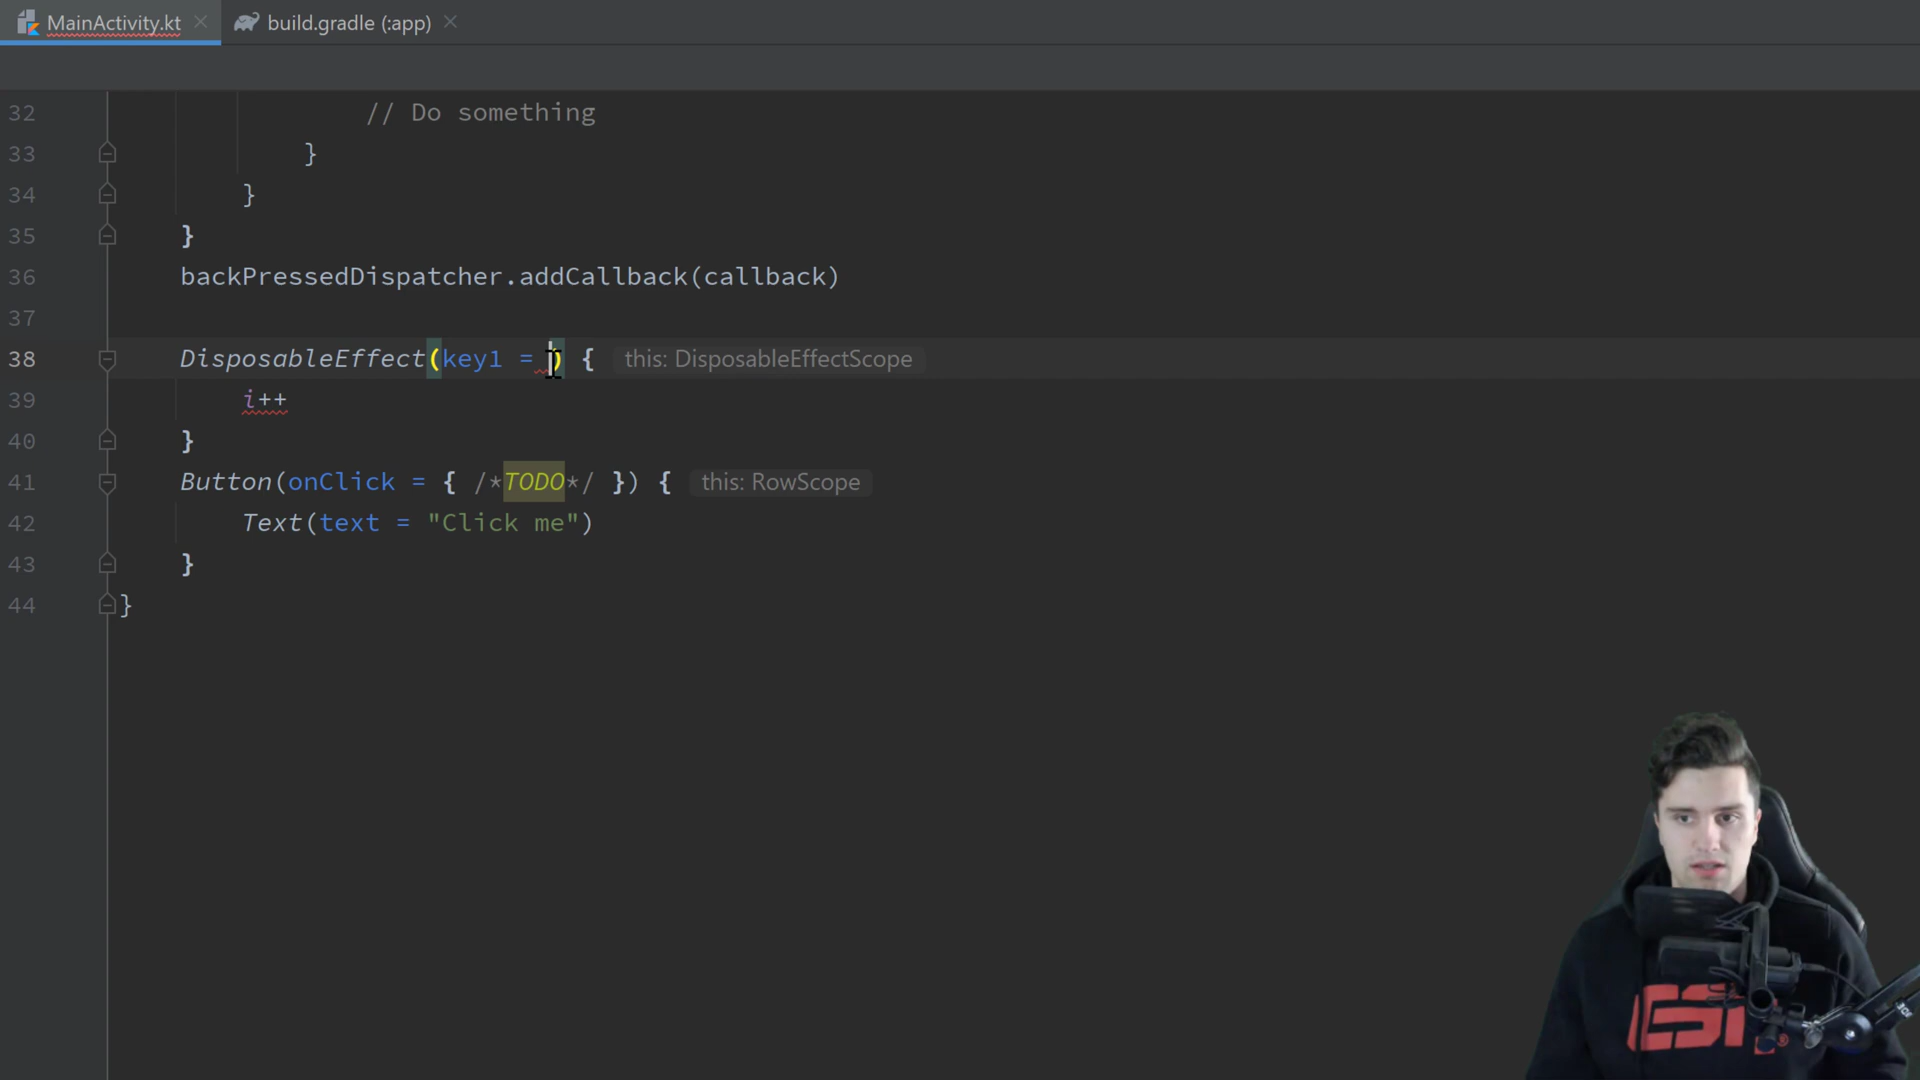 MainActivity.kt build.gradle (:app)
32 // Do something
33 }
34 }
35 }
36 backPressedDispatcher.addCallback(callback)
37
38 DisposableEffect(key1 = ) { this: DisposableEffectScope
39 i++
40 }
41 Button(onClick = { /*TODO*/ }) { this: RowScope
42 Text(text = "Click me")
43 }
44 }